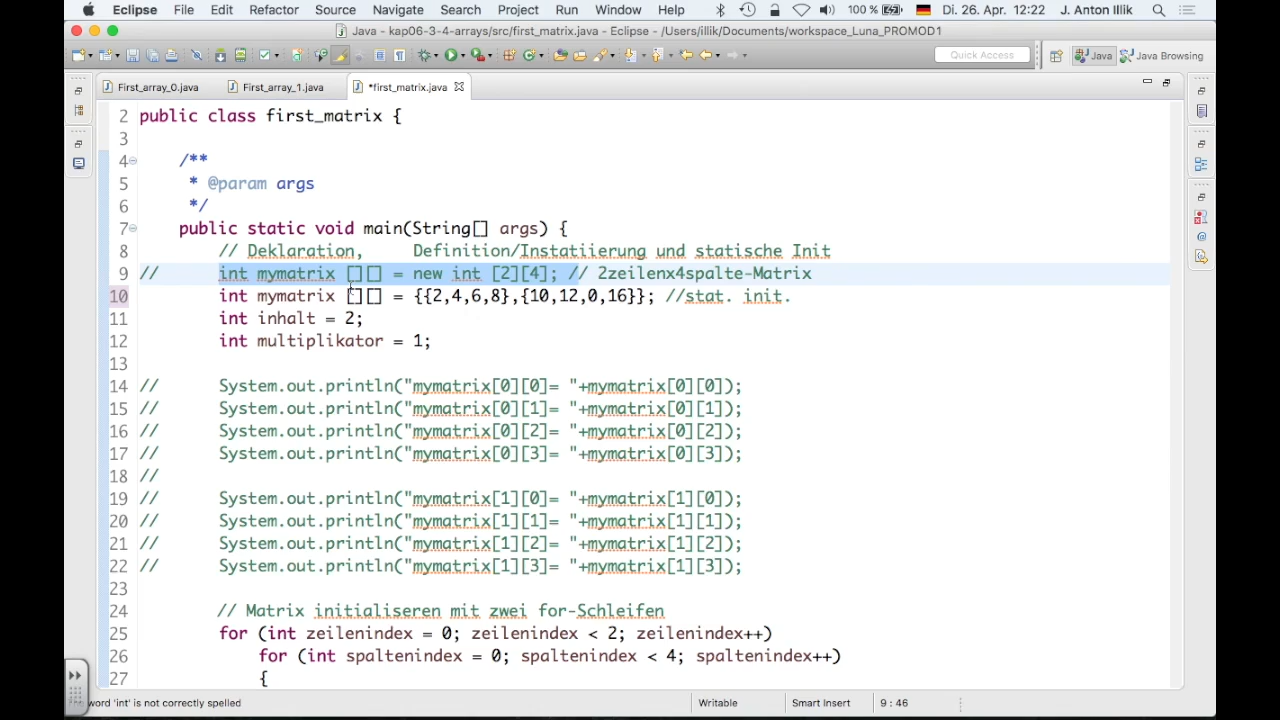 Eclipse File Edit Refactor Source Navigate Search Project Run Window Help 100 % Di. 26. Apr. 12:22 J. Anton Illik
Java - kap06-3-4-arrays/src/first_matrix.java - Eclipse - /Users/illik/Documents/workspace_Luna_PROMOD1
Quick Access Java Java Browsing
First_array_0.java First_array_1.java *first_matrix.java
2 public class first_matrix {
3
4 /**
5 * @param args
6 */
7 public static void main(String[] args) {
8 // Deklaration, Definition/Instatiierung und statische Init
9 // int mymatrix [][] = new int [2][4]; // 2zeilenx4spalte-Matrix
10 int mymatrix [][] = {{2,4,6,8},{10,12,0,16}}; //stat. init.
11 int inhalt = 2;
12 int multiplikator = 1;
13
14 // System.out.println("mymatrix[0][0]= "+mymatrix[0][0]);
15 // System.out.println("mymatrix[0][1]= "+mymatrix[0][1]);
16 // System.out.println("mymatrix[0][2]= "+mymatrix[0][2]);
17 // System.out.println("mymatrix[0][3]= "+mymatrix[0][3]);
18 //
19 // System.out.println("mymatrix[1][0]= "+mymatrix[1][0]);
20 // System.out.println("mymatrix[1][1]= "+mymatrix[1][1]);
21 // System.out.println("mymatrix[1][2]= "+mymatrix[1][2]);
22 // System.out.println("mymatrix[1][3]= "+mymatrix[1][3]);
23
24 // Matrix initialiseren mit zwei for-Schleifen
25 for (int zeilenindex = 0; zeilenindex < 2; zeilenindex++)
26 for (int spaltenindex = 0; spaltenindex < 4; spaltenindex++)
27 {
word 'int' is not correctly spelled Writable Smart Insert 9 : 46